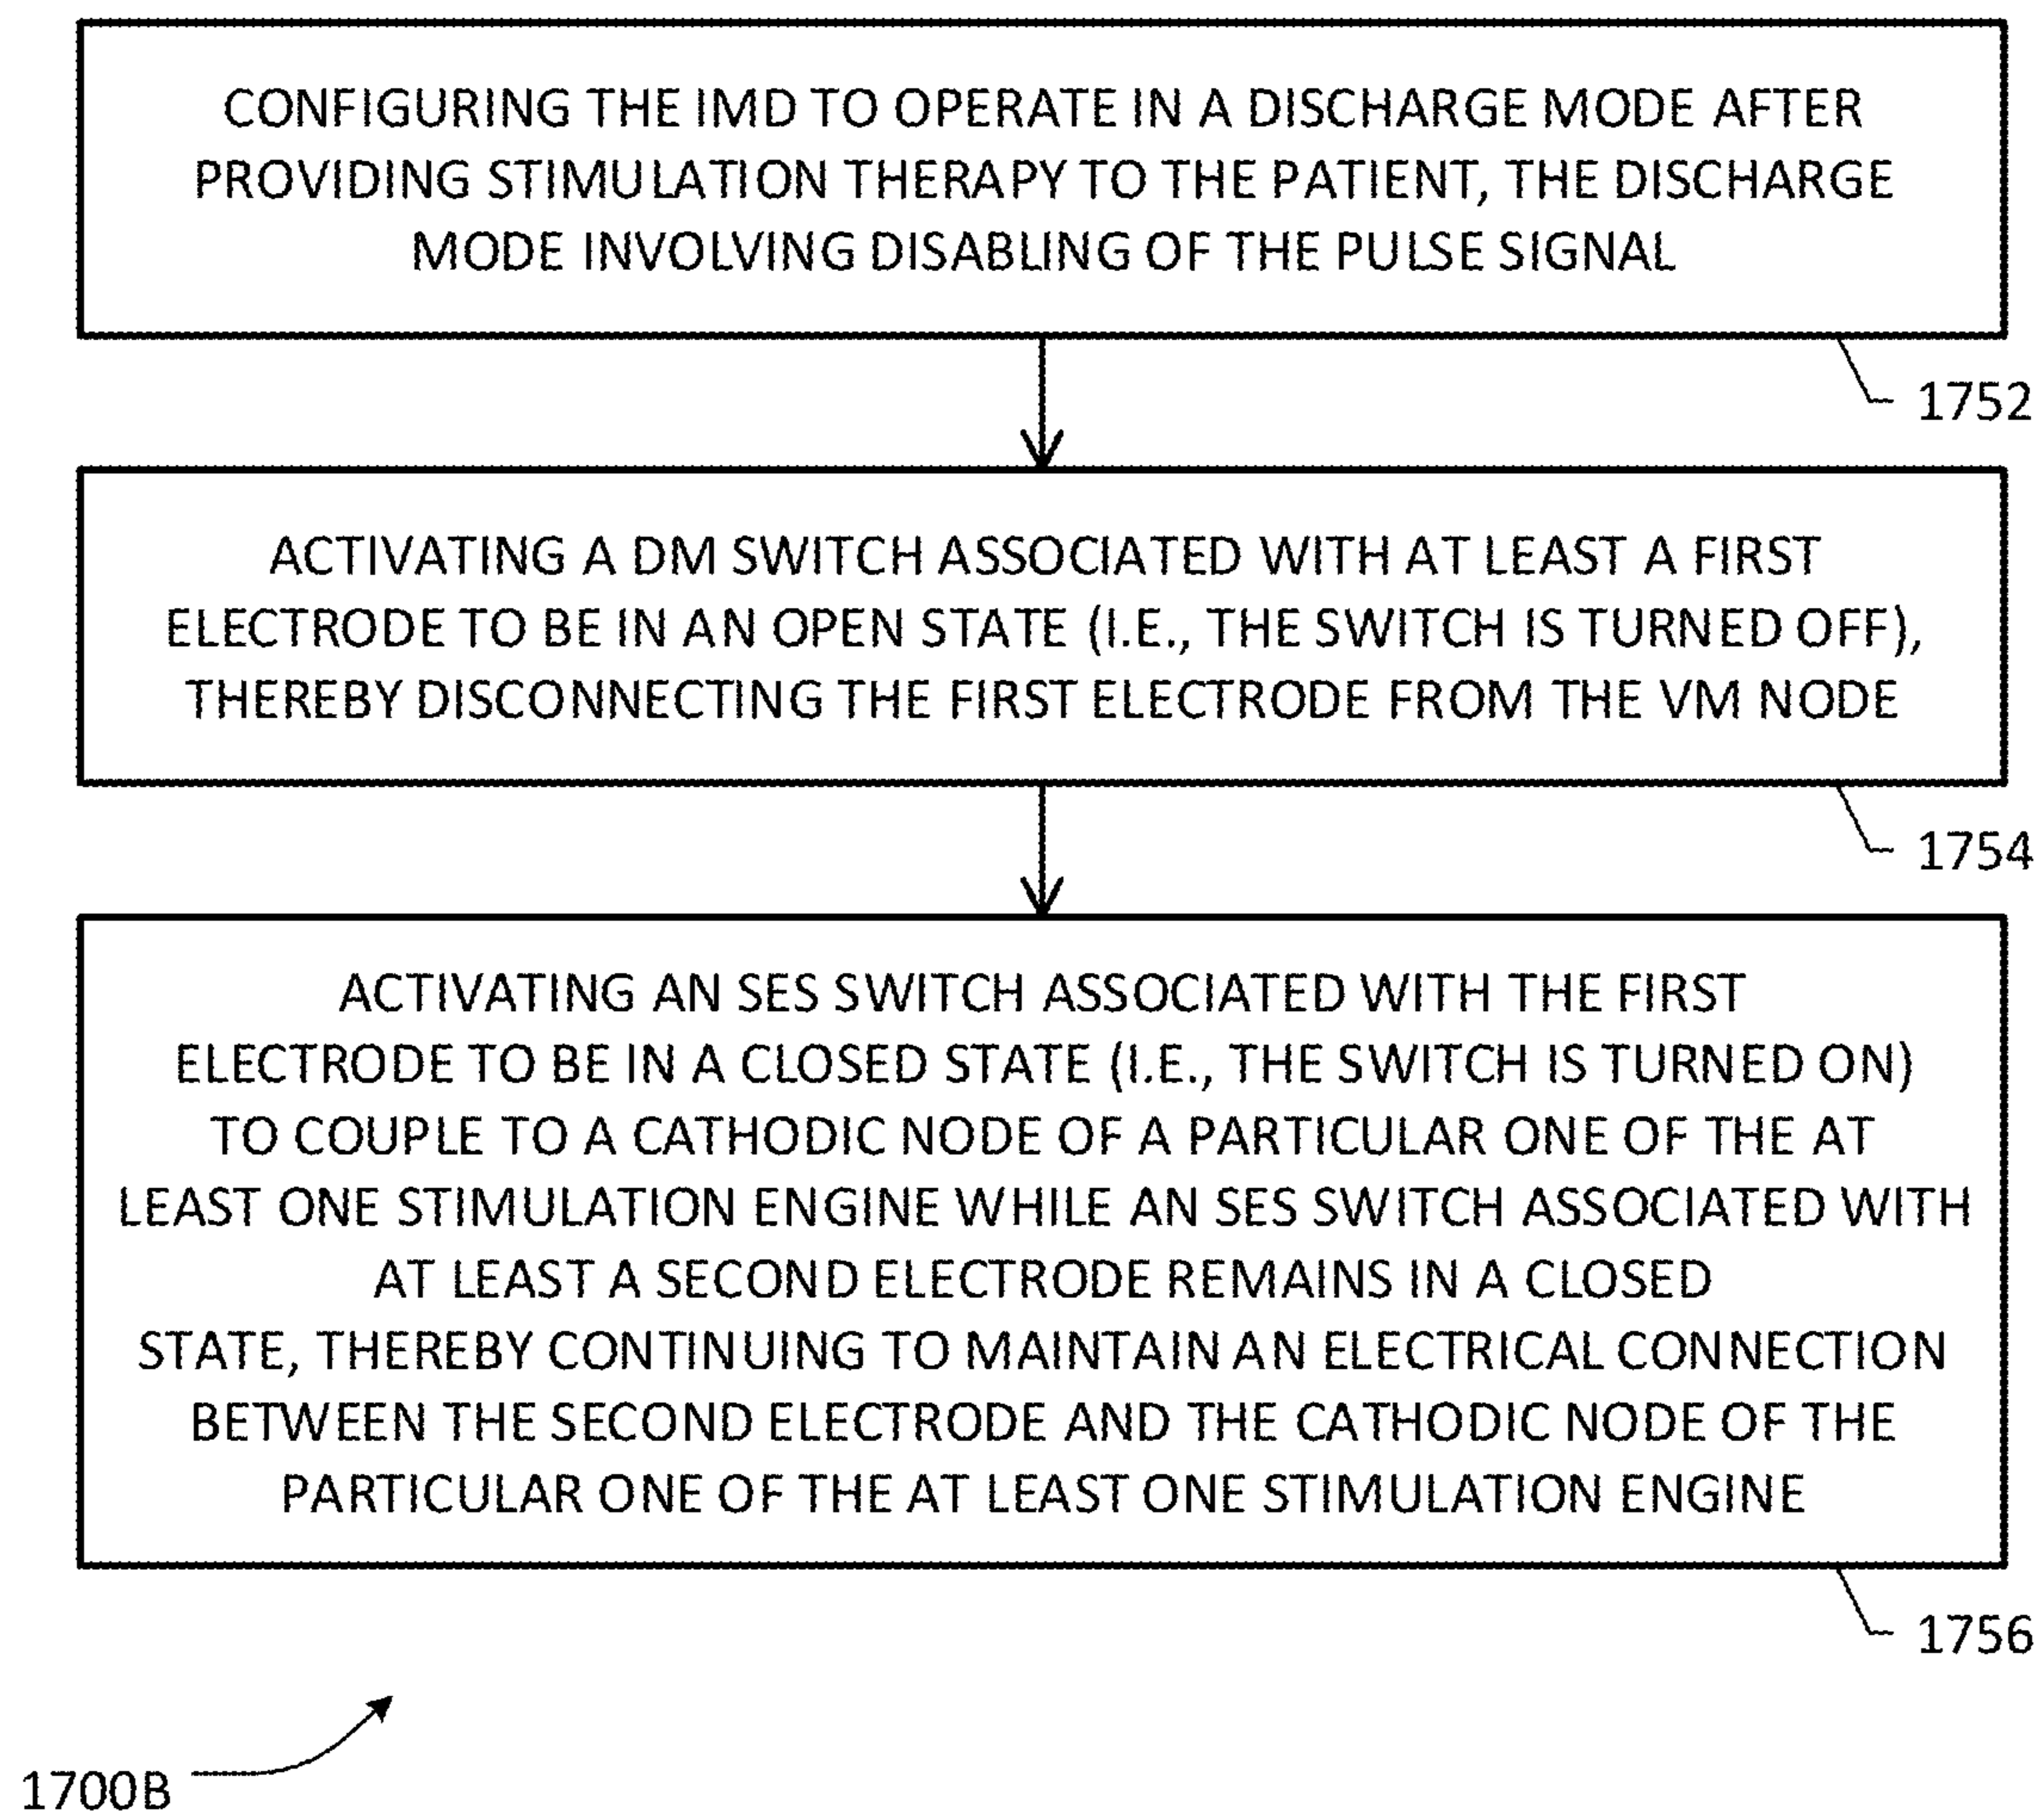 CONFIGURING THE IMD TO OPERATE IN A DISCHARGE MODE AFTER
PROVIDING STIMULATION THERAPY TO THE PATIENT, THE DISCHARGE
MODE INVOLVING DISABLING OF THE PULSE SIGNAL
1752
ACTIVATING A DM SWITCH ASSOCIATED WITH AT LEAST A FIRST
ELECTRODE TO BE IN AN OPEN STATE (I.E., THE SWITCH IS TURNED OFF),
THEREBY DISCONNECTING THE FIRST ELECTRODE FROM THE VM NODE
1754
ACTIVATING AN SES SWITCH ASSOCIATED WITH THE FIRST
ELECTRODE TO BE IN A CLOSED STATE (I.E., THE SWITCH IS TURNED ON)
TO COUPLE TO A CATHODIC NODE OF A PARTICULAR ONE OF THE AT
LEAST ONE STIMULATION ENGINE WHILE AN SES SWITCH ASSOCIATED WITH
AT LEAST A SECOND ELECTRODE REMAINS IN A CLOSED
STATE, THEREBY CONTINUING TO MAINTAIN AN ELECTRICAL CONNECTION
BETWEEN THE SECOND ELECTRODE AND THE CATHODIC NODE OF THE
PARTICULAR ONE OF THE AT LEAST ONE STIMULATION ENGINE
1756
1700B